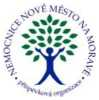 NEMOCNICE NOVÉ MĚSTO NA MORAVĚ
příspěvková organizace